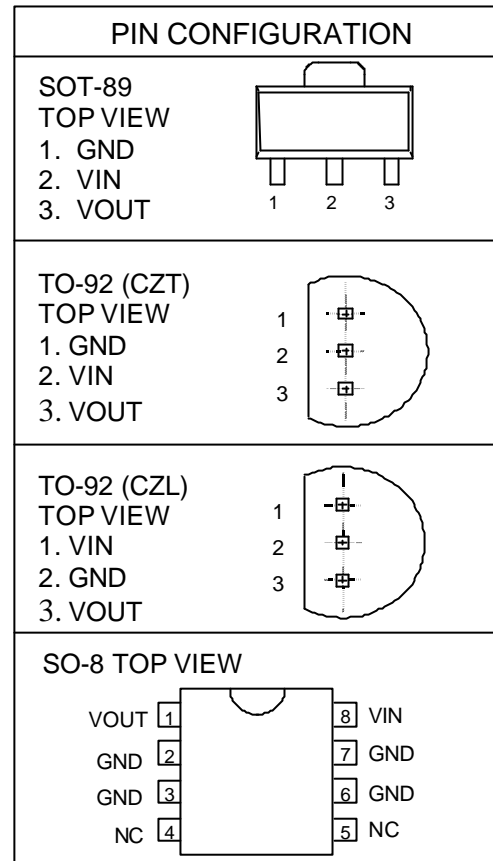 PIN CONFIGURATION
SOT-89
TOP VIEW
1. GND
2. VIN
3. VOUT
1 2 3
TO-92 (CZT)
TOP VIEW
1. GND
2. VIN
3. VOUT
1
2
3
TO-92 (CZL)
TOP VIEW
1. VIN
2. GND
3. VOUT
1
2
3
SO-8 TOP VIEW
VOUT 1 8 VIN
GND 2 7 GND
GND 3 6 GND
NC 4 5 NC